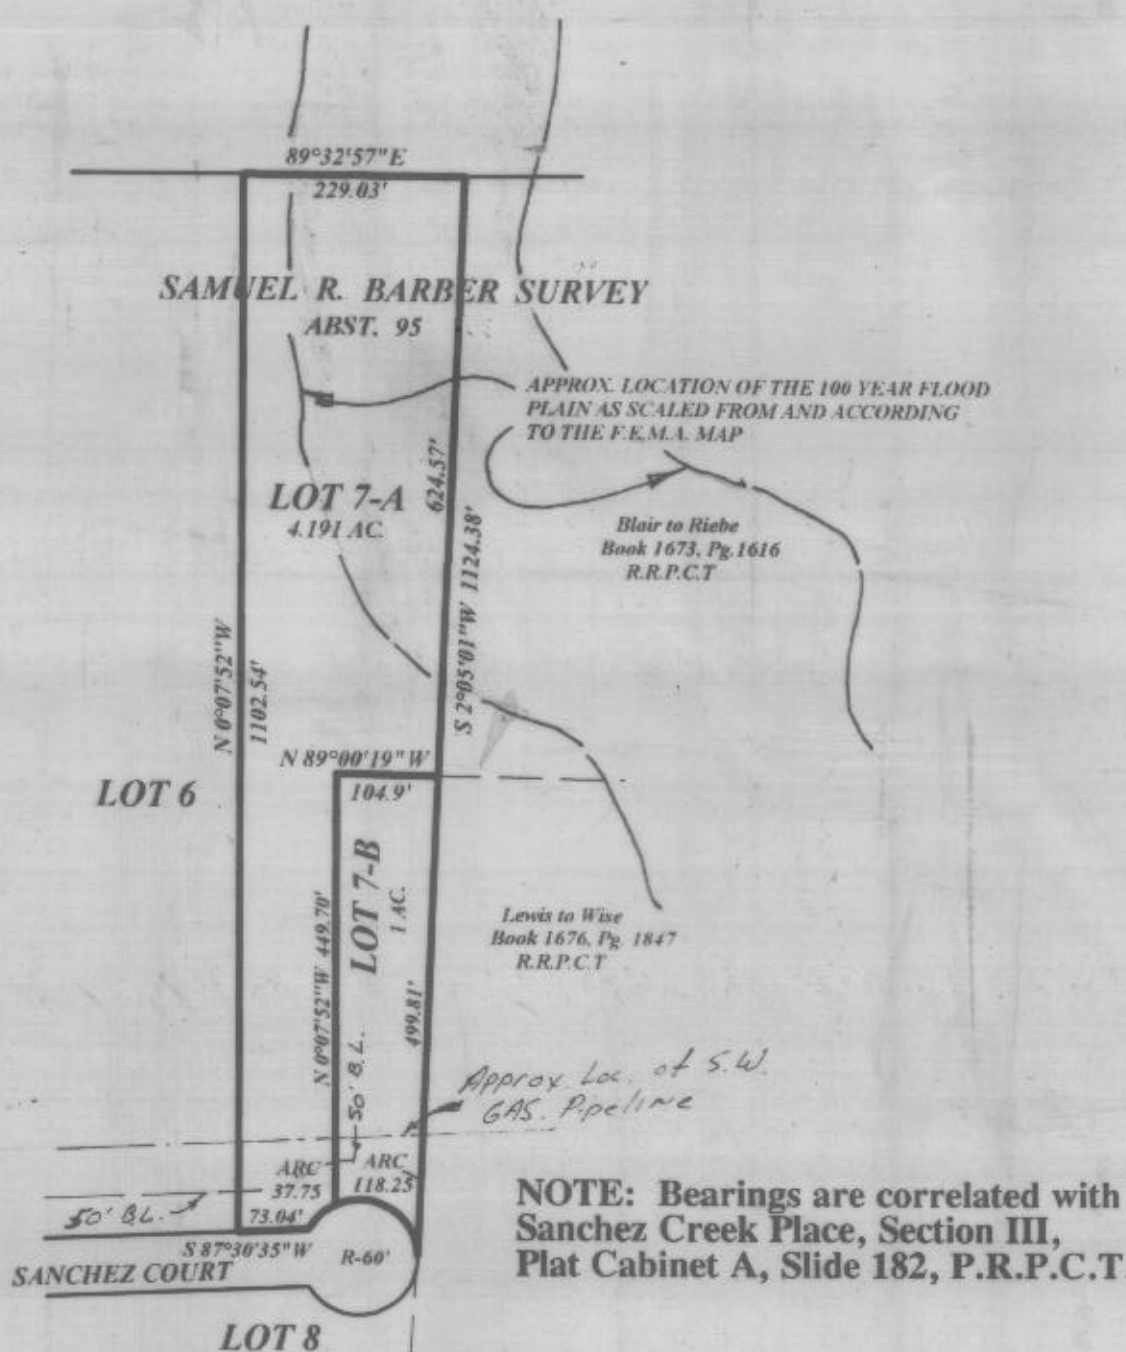 89°32'57"E
229.03'
SAMUEL R. BARBER SURVEY
ABST. 95
APPROX. LOCATION OF THE 100 YEAR FLOOD
PLAIN AS SCALED FROM AND ACCORDING
TO THE F.E.M.A. MAP
624.57'
LOT 7-A
4.191 AC.
S 2°05'01"W 1124.38'
Blair to Riebe
Book 1673, Pg.1616
R.R.P.C.T
N 0°07'52"W
1102.54'
N 89°00'19"W
104.9'
LOT 6
LOT 7-B
1 AC.
N 0°07'52"W 449.70'
499.81'
Lewis to Wise
Book 1676, Pg. 1847
R.R.P.C.T
50' B.L.
Approx. Loc. of S.W.
GAS. Pipeline
ARC
37.75
ARC
118.25
50' B.L.
73.04'
S 87°30'35"W
R-60'
SANCHEZ COURT
LOT 8
NOTE: Bearings are correlated with
Sanchez Creek Place, Section III,
Plat Cabinet A, Slide 182, P.R.P.C.T